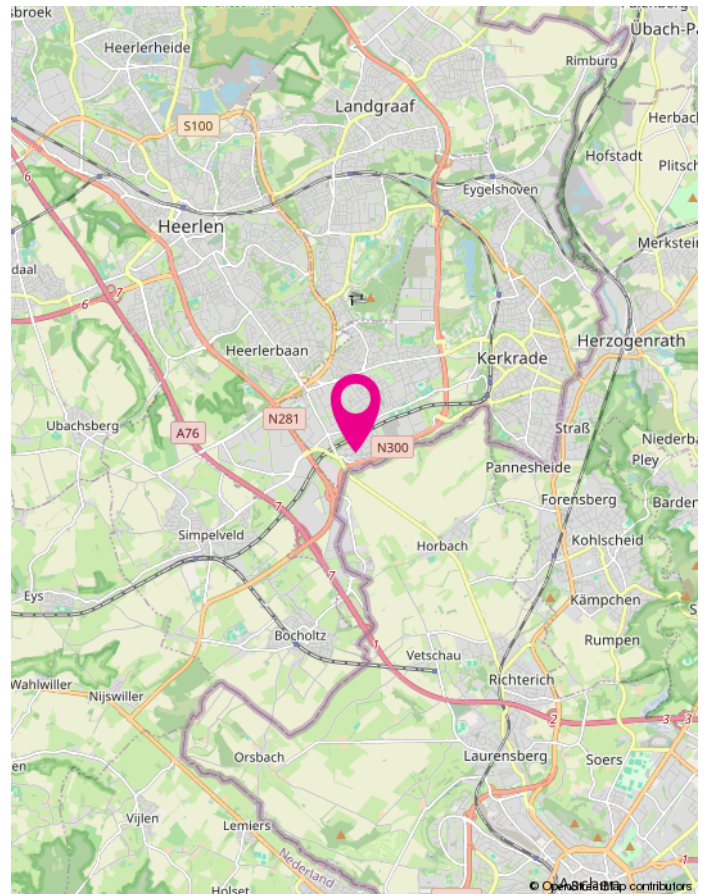 sbroek
Heerlerheide
Übach-Pa
Rimburg
Landgraaf
S100
Herbach
Hofstadt
Plitsch
6
Eygelshoven
Heerlen
Merkstein
daal
7
6
Herzogenrath
Heerlerbaan
Kerkrade
N281
Ubachsberg
A76
Straß
N300
Niederba
Pley
Pannesheide
Barden
Forensberg
7
Simpelveld
Kohlscheid
Horbach
7
Eys
Kämpchen
Bocholtz
Rumpen
1
Vetschau
Wahlwiller
Richterich
Nijswiller
2
3
3
Orsbach
Laurensberg
Soers
en
Vijlen
Lemiers
Nederland
1
Holset
© OpenStreetMap contributors